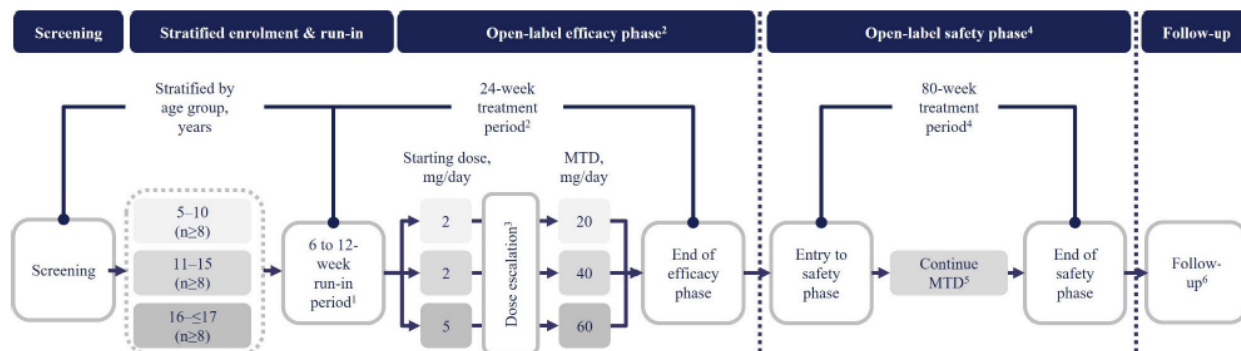 Screening
Stratified enrolment & run-in
Open-label efficacy phase²
Open-label safety phase⁴
Follow-up
Stratified by
age group,
years
24-week
treatment
period²
80-week
treatment
period⁴
Starting dose,
mg/day
MTD,
mg/day
Screening
5–10
(n≥8)
11–15
(n≥8)
16–≤17
(n≥8)
6 to 12-
week
run-in
period¹
2
2
5
Dose escalation³
20
40
60
End of
efficacy
phase
Entry to
safety
phase
Continue
MTD⁵
End of
safety
phase
Follow-
up⁶